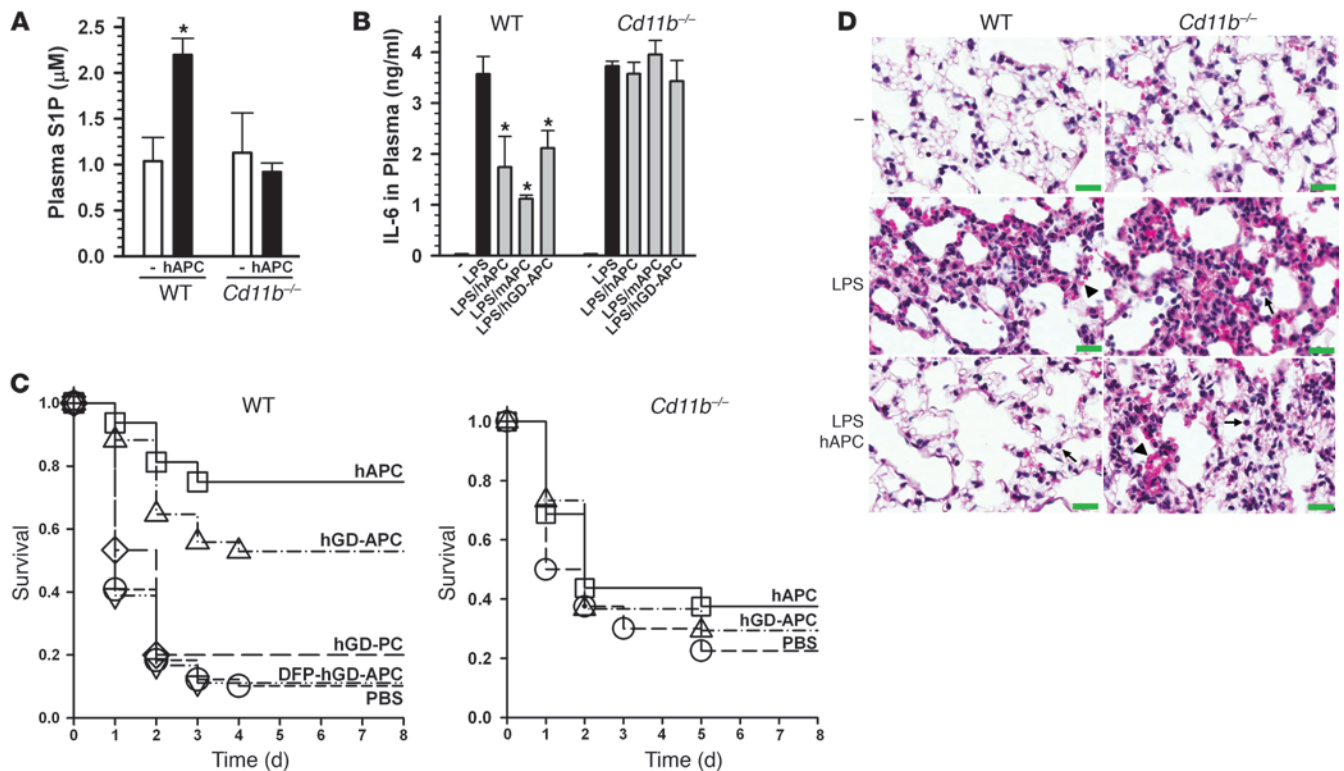 A
Plasma S1P (μM)
2.5
2.0
1.5
1.0
0.5
0.0
*
- hAPC - hAPC
WT Cd11b–/–
B
WT Cd11b–/–
IL-6 in Plasma (ng/ml)
4
3
2
1
0
* * *
-
LPS
LPS/hAPC
LPS/mAPC
LPS/hGD-APC
-
LPS
LPS/hAPC
LPS/mAPC
LPS/hGD-APC
C
WT
Survival
1.0
0.8
0.6
0.4
0.2
0.0
hAPC
hGD-APC
hGD-PC
DFP-hGD-APC
PBS
0 1 2 3 4 5 6 7 8
Time (d)
Cd11b–/–
Survival
1.0
0.8
0.6
0.4
0.2
0.0
hAPC
hGD-APC
PBS
0 1 2 3 4 5 6 7 8
Time (d)
D
WT Cd11b–/–
–
LPS
LPS
hAPC